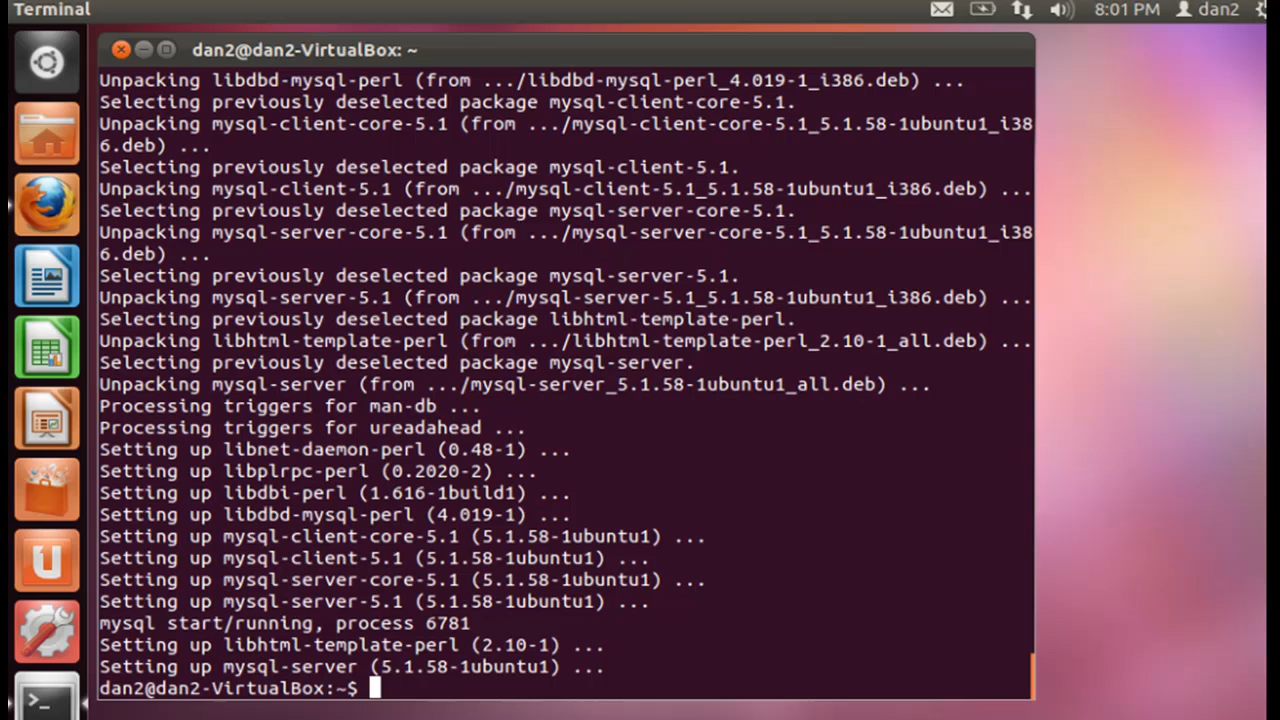 Terminal
8:01 PM
dan2
dan2@dan2-VirtualBox: ~
Unpacking libdbd-mysql-perl (from .../libdbd-mysql-perl_4.019-1_i386.deb) ...
Selecting previously deselected package mysql-client-core-5.1.
Unpacking mysql-client-core-5.1 (from .../mysql-client-core-5.1_5.1.58-1ubuntu1_i38
6.deb) ...
Selecting previously deselected package mysql-client-5.1.
Unpacking mysql-client-5.1 (from .../mysql-client-5.1_5.1.58-1ubuntu1_i386.deb) ...
Selecting previously deselected package mysql-server-core-5.1.
Unpacking mysql-server-core-5.1 (from .../mysql-server-core-5.1_5.1.58-1ubuntu1_i38
6.deb) ...
Selecting previously deselected package mysql-server-5.1.
Unpacking mysql-server-5.1 (from .../mysql-server-5.1_5.1.58-1ubuntu1_i386.deb) ...
Selecting previously deselected package libhtml-template-perl.
Unpacking libhtml-template-perl (from .../libhtml-template-perl_2.10-1_all.deb) ...
Selecting previously deselected package mysql-server.
Unpacking mysql-server (from .../mysql-server_5.1.58-1ubuntu1_all.deb) ...
Processing triggers for man-db ...
Processing triggers for ureadahead ...
Setting up libnet-daemon-perl (0.48-1) ...
Setting up libplrpc-perl (0.2020-2) ...
Setting up libdbi-perl (1.616-1build1) ...
Setting up libdbd-mysql-perl (4.019-1) ...
Setting up mysql-client-core-5.1 (5.1.58-1ubuntu1) ...
Setting up mysql-client-5.1 (5.1.58-1ubuntu1) ...
Setting up mysql-server-core-5.1 (5.1.58-1ubuntu1) ...
Setting up mysql-server-5.1 (5.1.58-1ubuntu1) ...
mysql start/running, process 6781
Setting up libhtml-template-perl (2.10-1) ...
Setting up mysql-server (5.1.58-1ubuntu1) ...
dan2@dan2-VirtualBox:~$